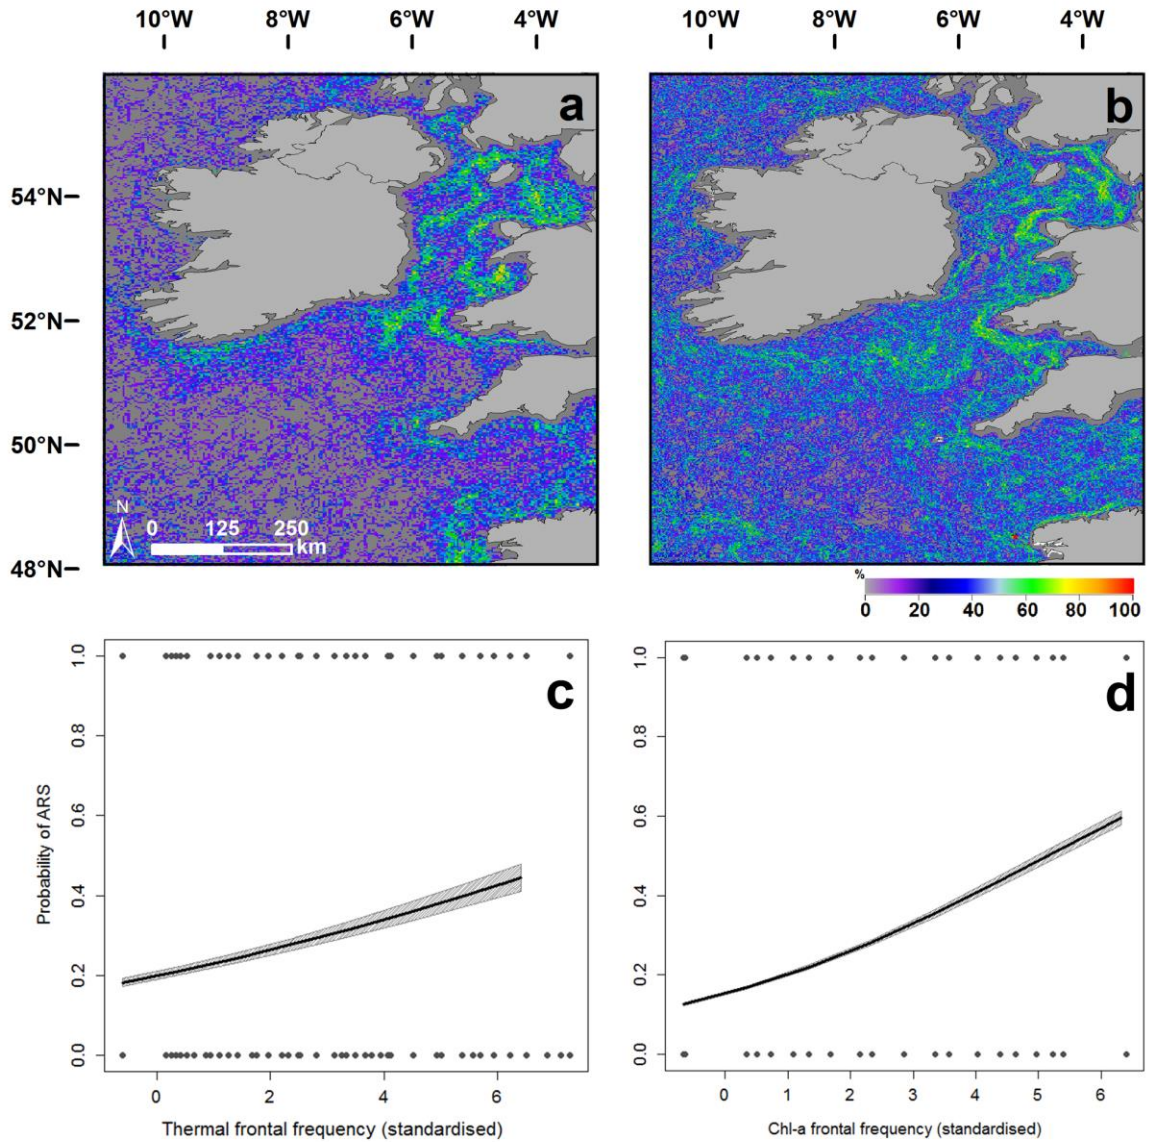 10°W 8°W 6°W 4°W 10°W 8°W 6°W 4°W
a
b
54°N
52°N
50°N
48°N
N
0 125 250
km
%
0 20 40 60 80 100
c
d
Probability of ARS
1.0
0.8
0.6
0.4
0.2
0.0
0 2 4 6
Thermal frontal frequency (standardised)
1.0
0.8
0.6
0.4
0.2
0.0
0 1 2 3 4 5 6
Chl-a frontal frequency (standardised)